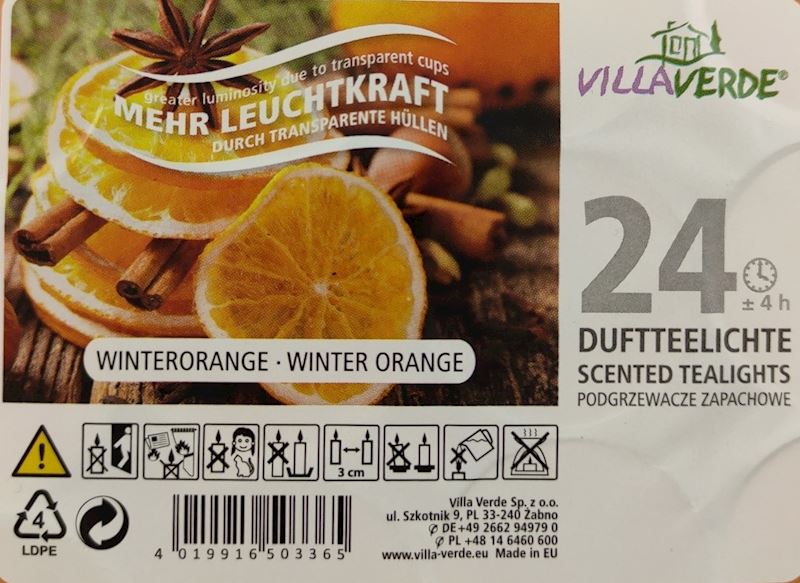 greater luminosity due to transparent cups
MEHR LEUCHTKRAFT
DURCH TRANSPARENTE HÜLLEN
VILLAVERDE®
24
± 4 h
DUFTTEELICHTE
SCENTED TEALIGHTS
PODGRZEWACZE ZAPACHOWE
WINTERORANGE · WINTER ORANGE
3 cm
4
LDPE
4 019916 503365
Villa Verde Sp. z o.o.
ul. Szkotnik 9, PL 33-240 Żabno
✆ DE+49 2662 94979 0
✆ PL +48 14 6460 600
www.villa-verde.eu Made in EU